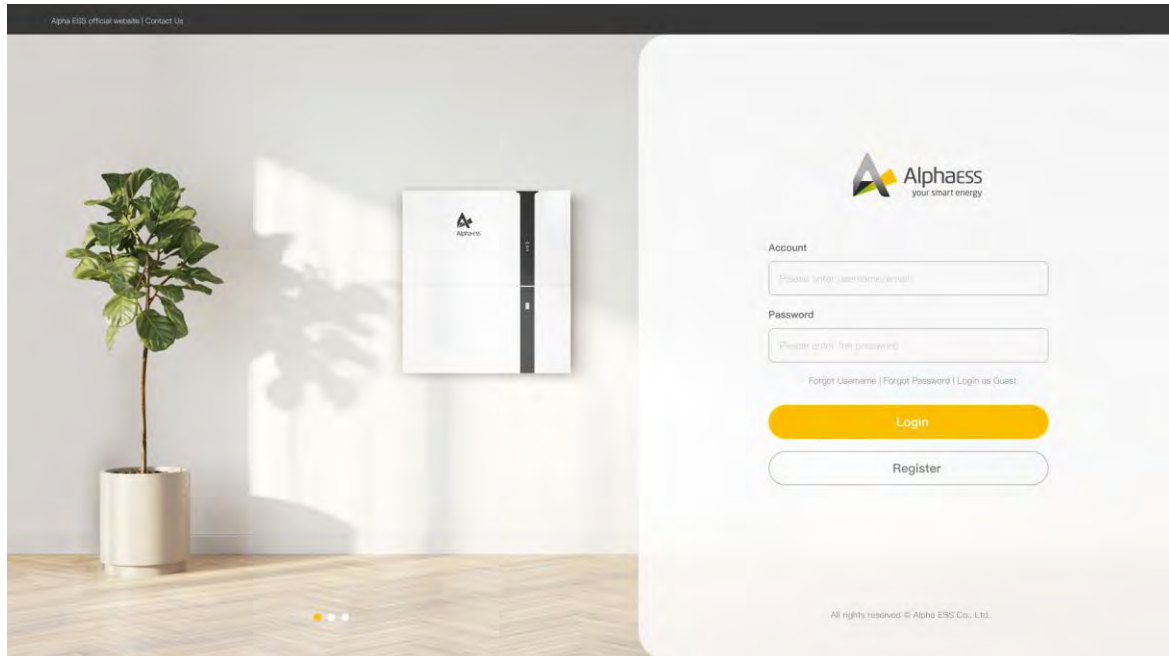 Alpha ESS official website | Contact Us
Alphaess
Alphaess
your smart energy
Account
Please enter username/email
Password
Please enter the password
Forgot Username | Forgot Password | Login as Guest
Login
Register
All rights reserved © Alpha ESS Co., Ltd.